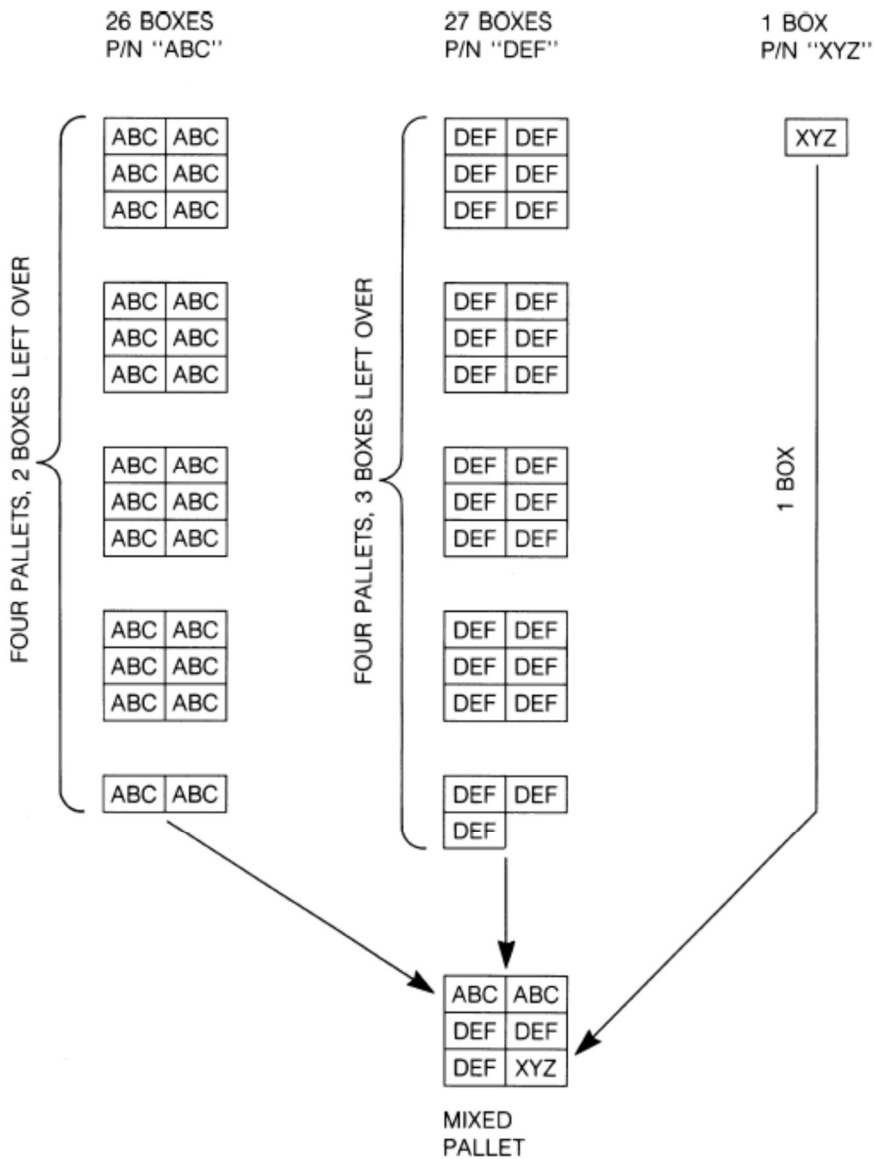 26 BOXES
P/N "ABC"
27 BOXES
P/N "DEF"
1 BOX
P/N "XYZ"
FOUR PALLETS, 2 BOXES LEFT OVER
ABC ABC
ABC ABC
ABC ABC
ABC ABC
ABC ABC
ABC ABC
ABC ABC
ABC ABC
ABC ABC
ABC ABC
ABC ABC
ABC ABC
ABC ABC
FOUR PALLETS, 3 BOXES LEFT OVER
DEF DEF
DEF DEF
DEF DEF
DEF DEF
DEF DEF
DEF DEF
DEF DEF
DEF DEF
DEF DEF
DEF DEF
DEF DEF
DEF DEF
DEF DEF
DEF
XYZ
1 BOX
ABC ABC
DEF DEF
DEF XYZ
MIXED
PALLET